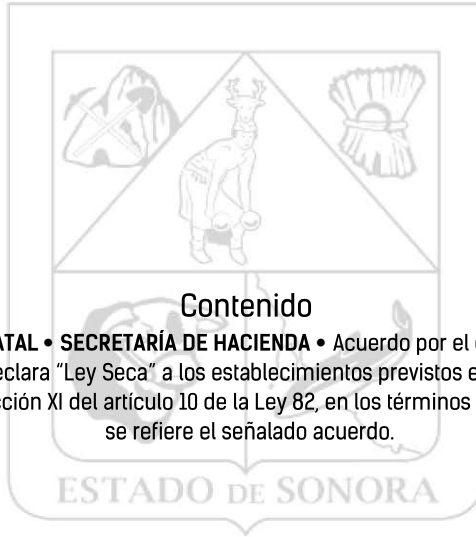 Contenido
ATAL • SECRETARÍA DE HACIENDA • Acuerdo por el
eclara "Ley Seca" a los establecimientos previstos e
cción XI del artículo 10 de la Ley 82, en los términos
se refiere el señalado acuerdo.
ESTADO DE SONORA